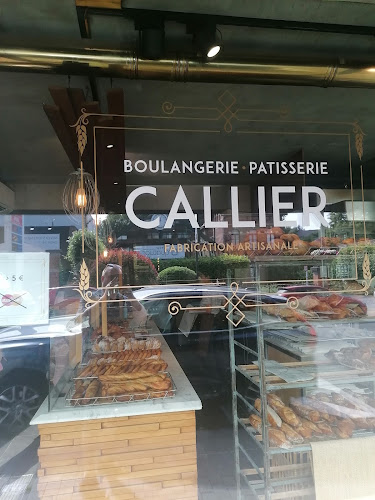 BOULANGERIE • PATISSERIE
CALLIER
FABRICATION ARTISANALE